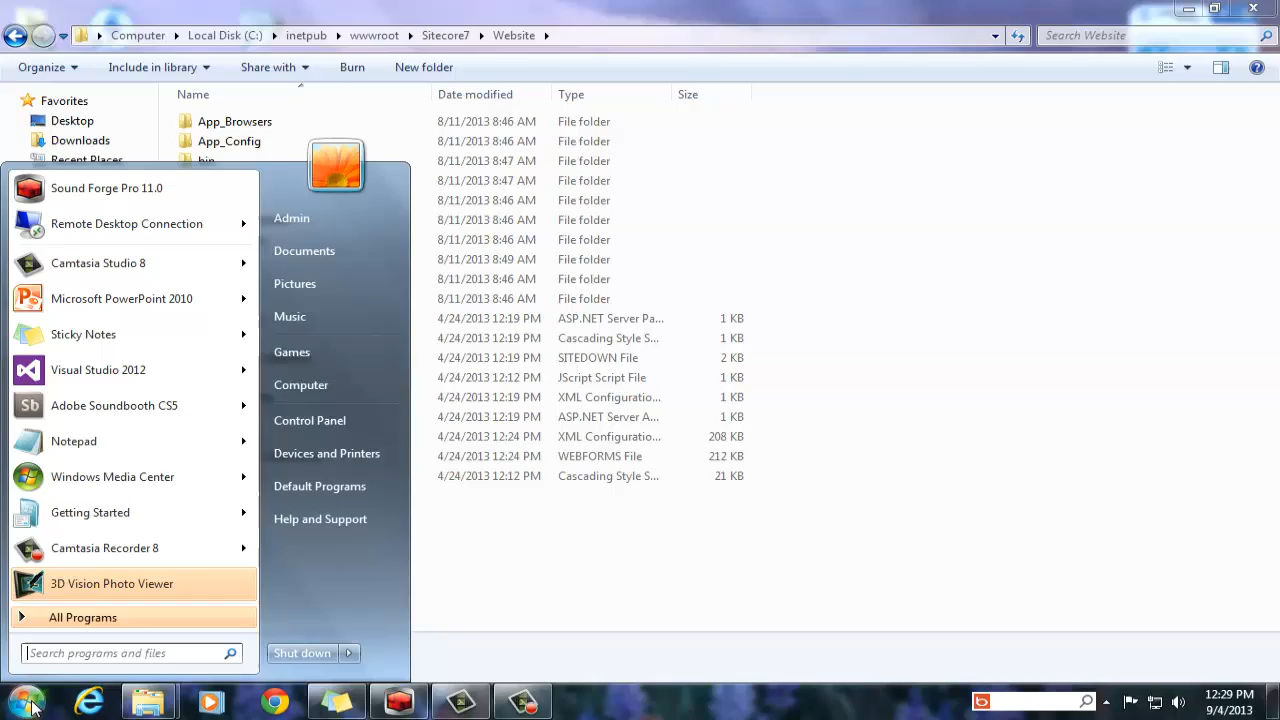 Computer Local Disk (C:) inetpub wwwroot Sitecore7 Website Search Website
Organize Include in library Share with Burn New folder
Name Date modified Type Size
Favorites
Desktop
Downloads
Recent Places
App_Browsers 8/11/2013 8:46 AM File folder
App_Config 8/11/2013 8:46 AM File folder
bin 8/11/2013 8:47 AM File folder
8/11/2013 8:47 AM File folder
8/11/2013 8:46 AM File folder
8/11/2013 8:46 AM File folder
8/11/2013 8:46 AM File folder
8/11/2013 8:49 AM File folder
8/11/2013 8:46 AM File folder
8/11/2013 8:46 AM File folder
4/24/2013 12:19 PM ASP.NET Server Pa... 1 KB
4/24/2013 12:19 PM Cascading Style S... 1 KB
4/24/2013 12:19 PM SITEDOWN File 2 KB
4/24/2013 12:12 PM JScript Script File 1 KB
4/24/2013 12:19 PM XML Configuratio... 1 KB
4/24/2013 12:19 PM ASP.NET Server A... 1 KB
4/24/2013 12:24 PM XML Configuratio... 208 KB
4/24/2013 12:24 PM WEBFORMS File 212 KB
4/24/2013 12:12 PM Cascading Style S... 21 KB
Sound Forge Pro 11.0
Remote Desktop Connection
Camtasia Studio 8
Microsoft PowerPoint 2010
Sticky Notes
Visual Studio 2012
Sb Adobe Soundbooth CS5
Notepad
Windows Media Center
Getting Started
Camtasia Recorder 8
3D Vision Photo Viewer
All Programs
Search programs and files
Admin
Documents
Pictures
Music
Games
Computer
Control Panel
Devices and Printers
Default Programs
Help and Support
Shut down
12:29 PM
9/4/2013